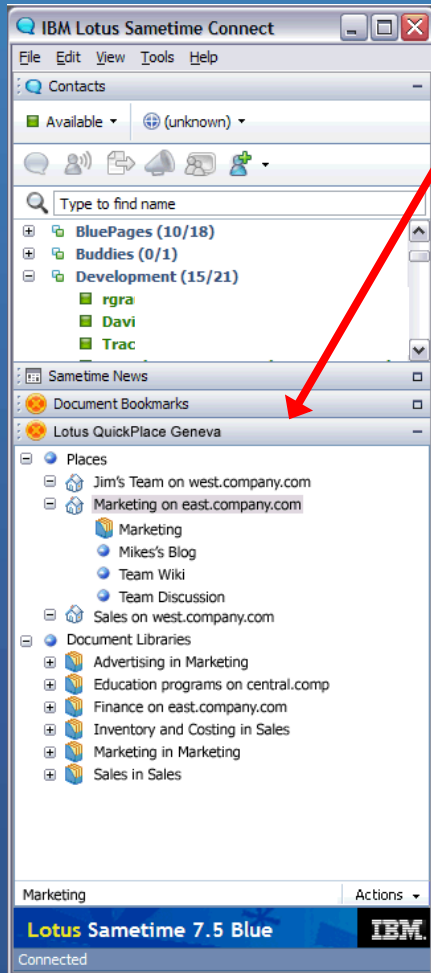 IBM Lotus Sametime Connect
File Edit View Tools Help
Contacts
Available (unknown)
Type to find name
BluePages (10/18)
Buddies (0/1)
Development (15/21)
rgra
Davi
Trac
Sametime News
Document Bookmarks
Lotus QuickPlace Geneva
Places
Jim's Team on west.company.com
Marketing on east.company.com
Marketing
Mikes's Blog
Team Wiki
Team Discussion
Sales on west.company.com
Document Libraries
Advertising in Marketing
Education programs on central.comp
Finance on east.company.com
Inventory and Costing in Sales
Marketing in Marketing
Sales in Sales
Marketing Actions
Lotus Sametime 7.5 Blue IBM.
Connected